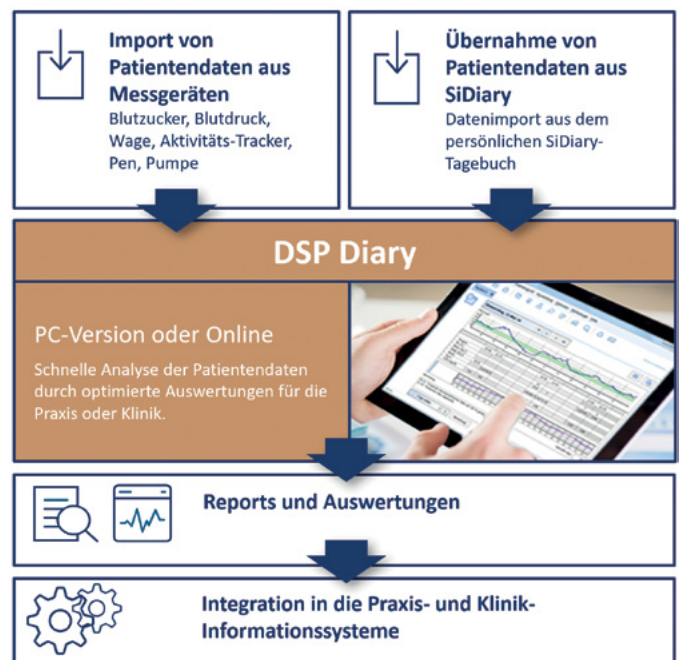 Import von
Patientendaten aus
Messgeräten
Blutzucker, Blutdruck,
Wage, Aktivitäts-Tracker,
Pen, Pumpe
Übernahme von
Patientendaten aus
SiDiary
Datenimport aus dem
persönlichen SiDiary-
Tagebuch
DSP Diary
PC-Version oder Online
Schnelle Analyse der Patientendaten
durch optimierte Auswertungen für die
Praxis oder Klinik.
Reports und Auswertungen
Integration in die Praxis- und Klinik-
Informationssysteme